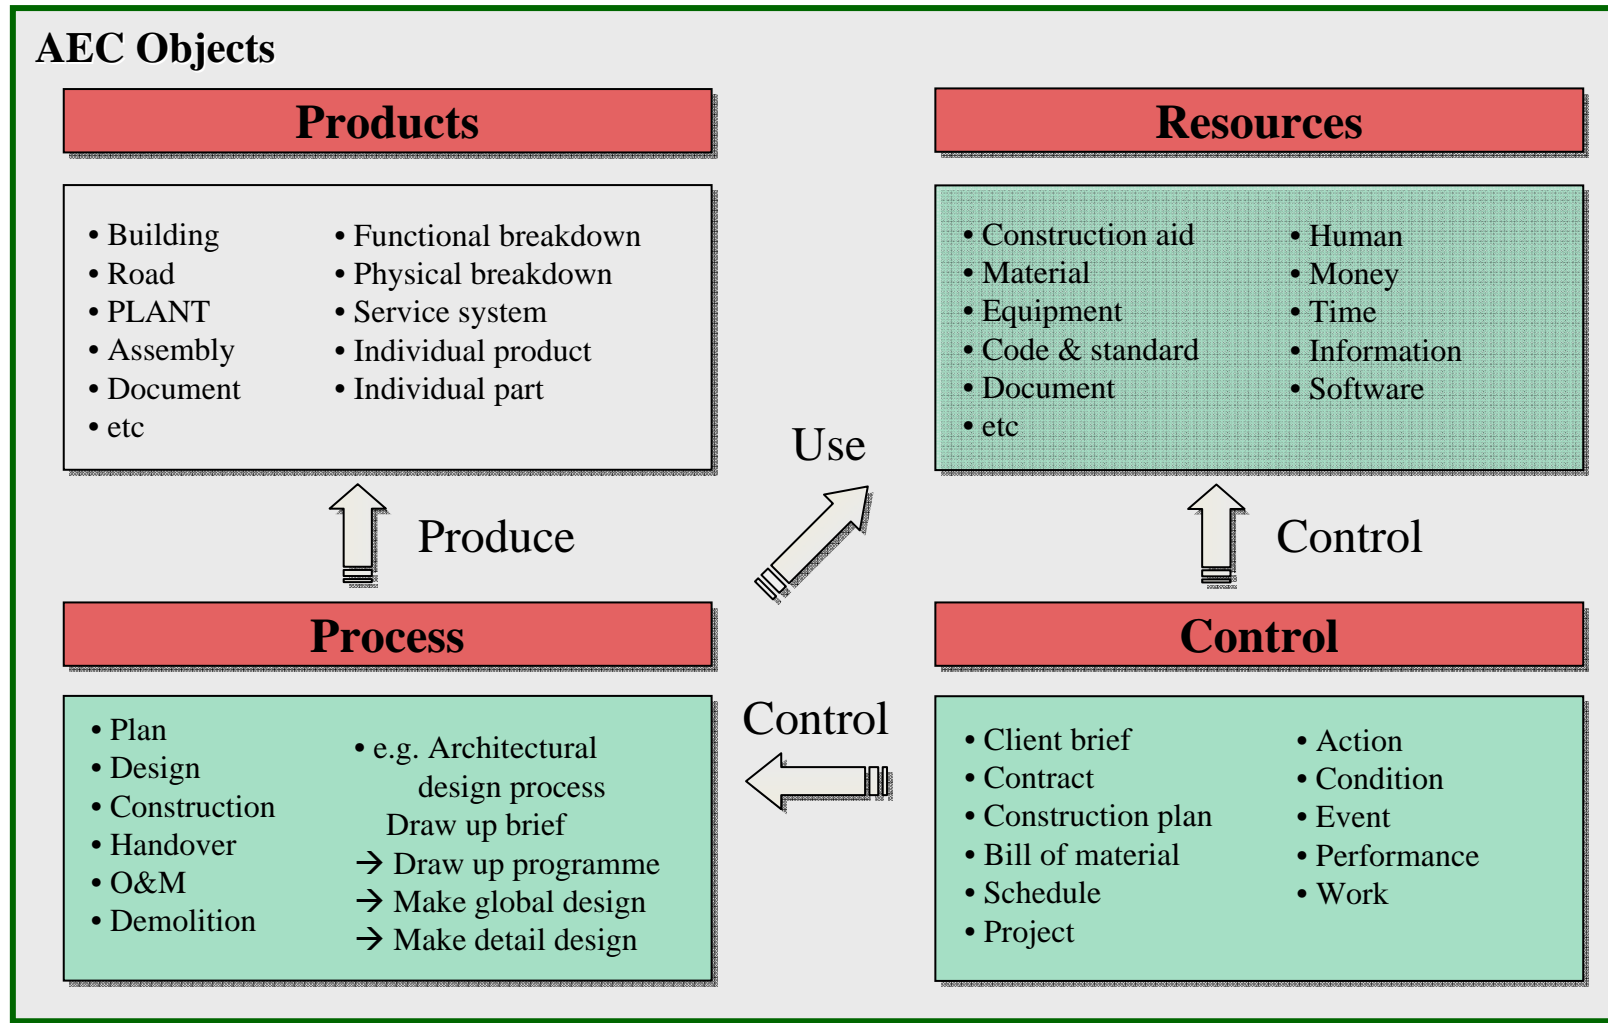 AEC Objects
Products
• Building
• Road
• PLANT
• Assembly
• Document
• etc
• Functional breakdown
• Physical breakdown
• Service system
• Individual product
• Individual part
Resources
• Construction aid
• Material
• Equipment
• Code & standard
• Document
• etc
• Human
• Money
• Time
• Information
• Software
Use
Produce
Control
Process
• Plan
• Design
• Construction
• Handover
• O&M
• Demolition
• e.g. Architectural
design process
Draw up brief
→ Draw up programme
→ Make global design
→ Make detail design
Control
Control
• Client brief
• Contract
• Construction plan
• Bill of material
• Schedule
• Project
• Action
• Condition
• Event
• Performance
• Work